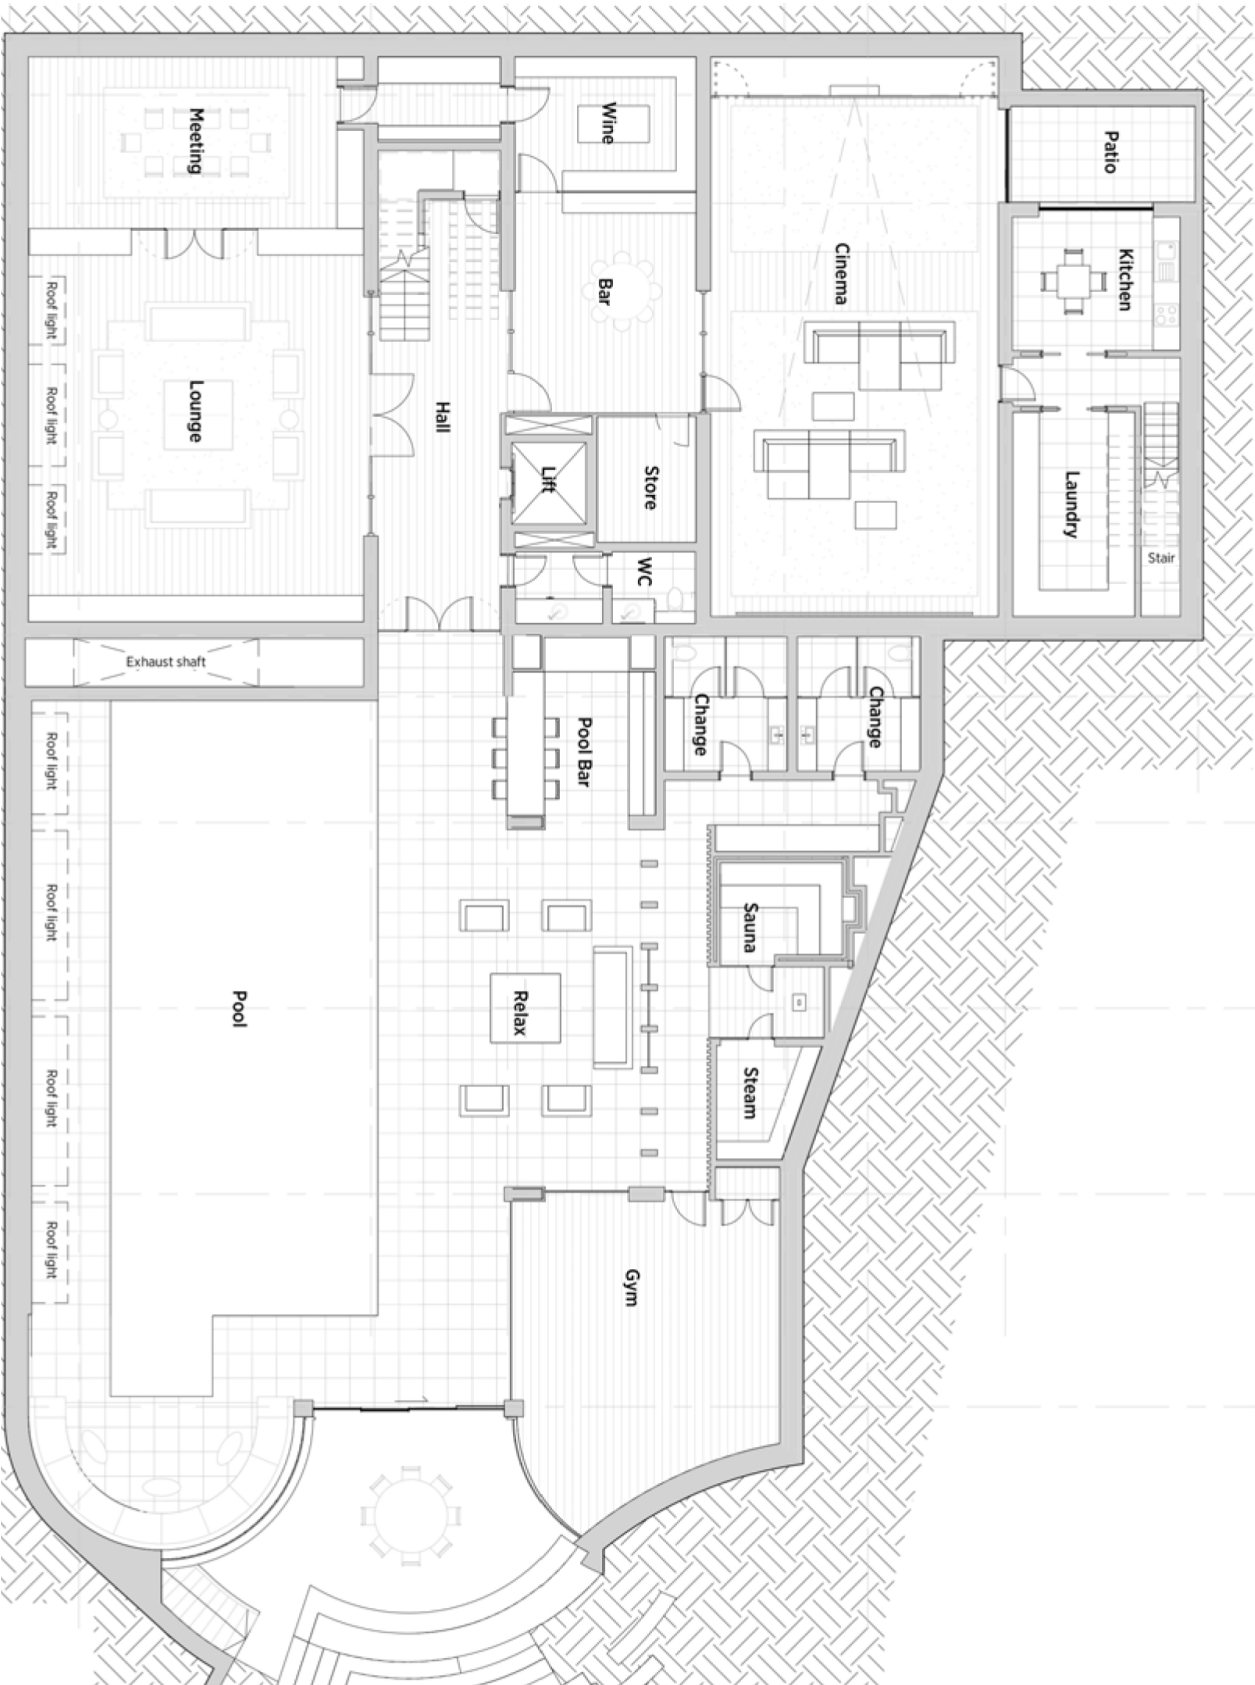 Meeting
Wine
Patio
Cinema
Kitchen
Bar
Roof light
Lounge
Roof light
Hall
Roof light
Lift
Store
Laundry
WC
Stair
Exhaust shaft
Change
Change
Pool Bar
Roof light
Roof light
Sauna
Pool
Relax
Roof light
Steam
Roof light
Gym